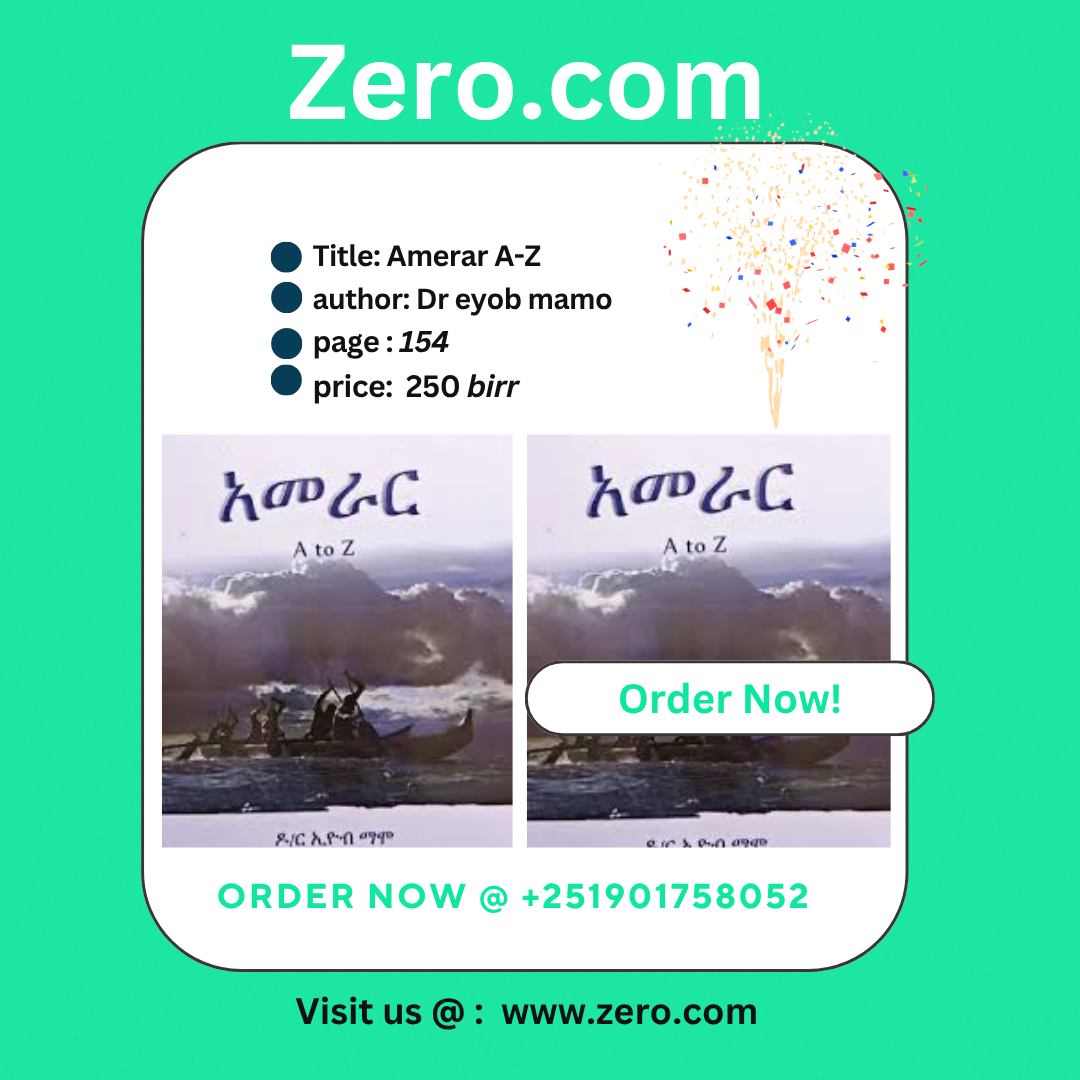 Zero.com
Title: Amerar A-Z
author: Dr eyob mamo
page : 154
price:  250 birr
አመራር
A to Z
ዶ/ር ኢዮብ ማሞ
አመራር
A to Z
ዶ/ር ኢዮብ ማሞ
Order Now!
ORDER NOW @ +251901758052
Visit us @ :  www.zero.com